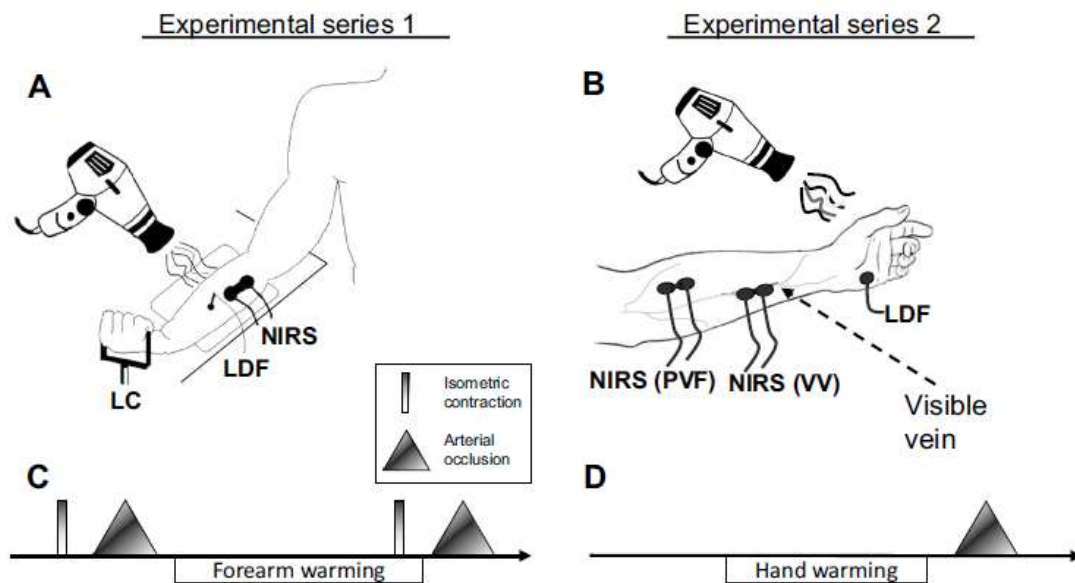 Experimental series 1
Experimental series 2
A
B
NIRS
LDF
LC
LDF
NIRS (PVF)
NIRS (VV)
Visible
vein
Isometric
contraction
Arterial
occlusion
C
D
Forearm warming
Hand warming